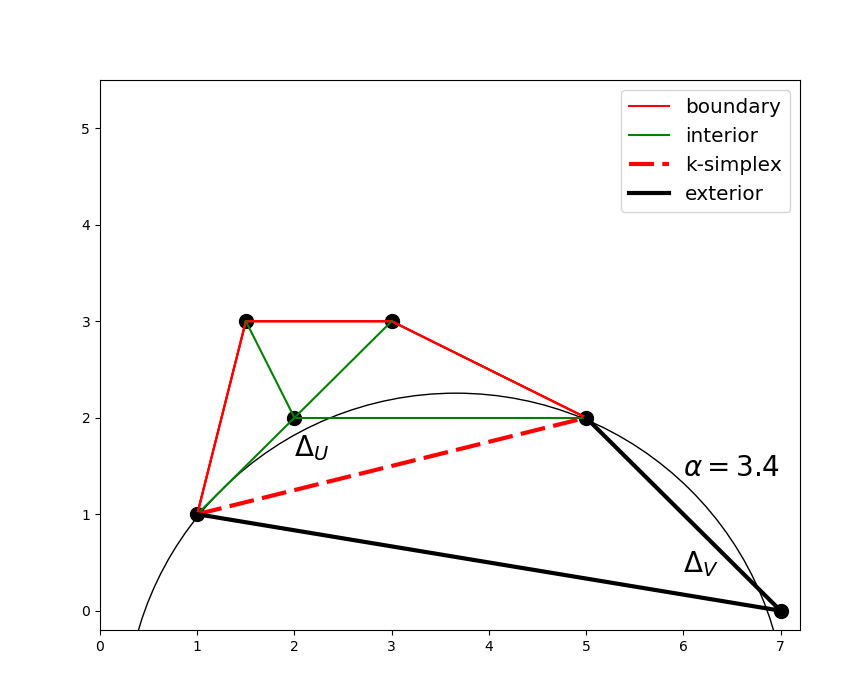 boundary
interior
k-simplex
exterior
5
4
3
2
1
0
Δ_U
α = 3.4
Δ_V
0 1 2 3 4 5 6 7